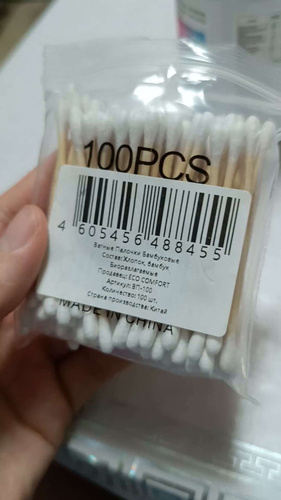 100PCS
4 605456 488455
Ватные Палочки Бамбуковые
Состав: Хлопок, бамбук
Биоразлагаемые
Продавец: ECO COMFORT
Артикул: ВП-100
Количество: 100 шт.
Страна производства: Китай
MADE IN CHINA